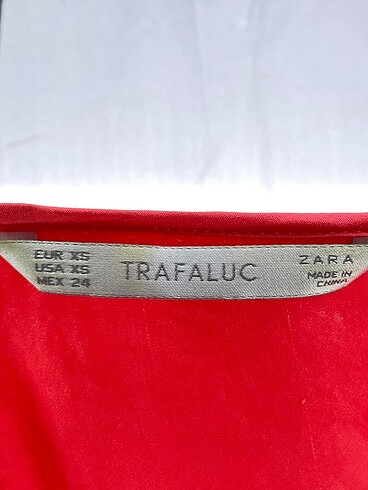 EUR XS
USA XS
MEX 24
TRAFALUC
ZARA
MADE IN
CHINA